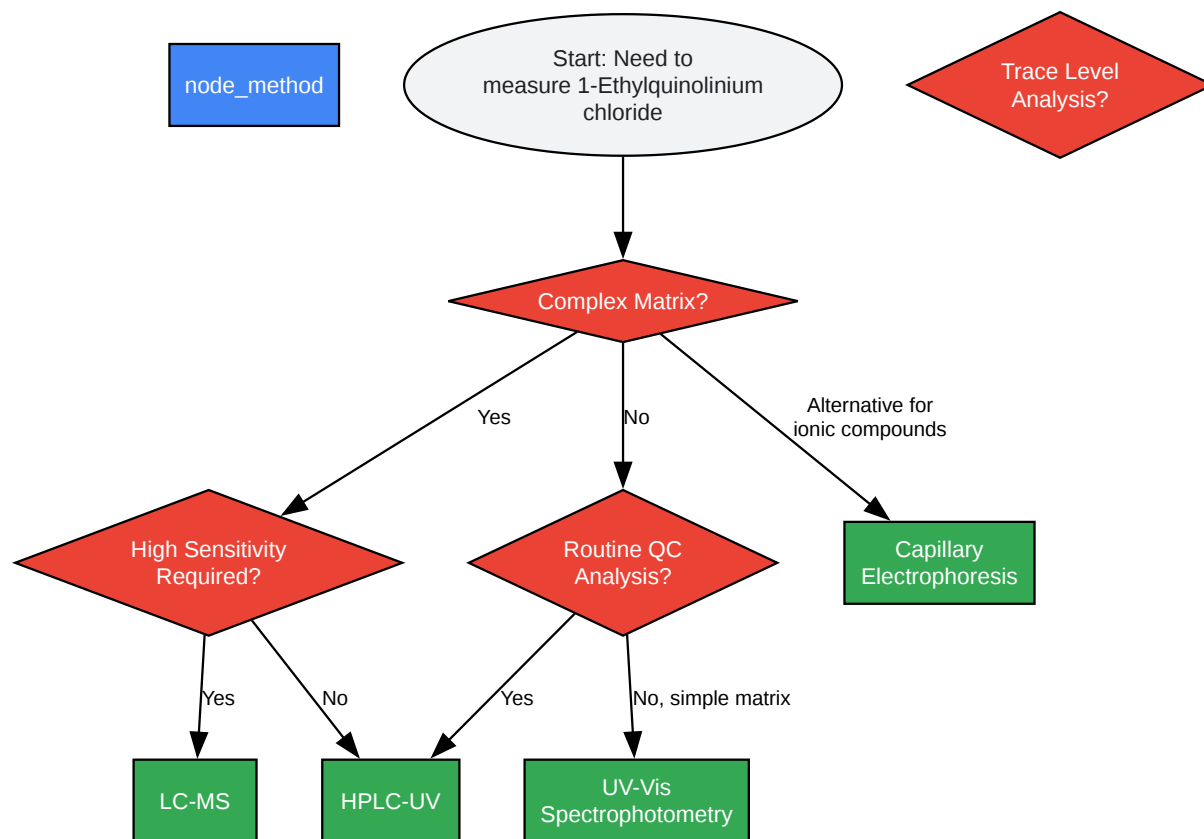 node_method
Start: Need to
measure 1-Ethylquinolinium
chloride
Trace Level
Analysis?
Complex Matrix?
Yes
No
Alternative for
ionic compounds
High Sensitivity
Required?
Routine QC
Analysis?
Capillary
Electrophoresis
Yes
No
Yes
No, simple matrix
LC-MS
HPLC-UV
UV-Vis
Spectrophotometry